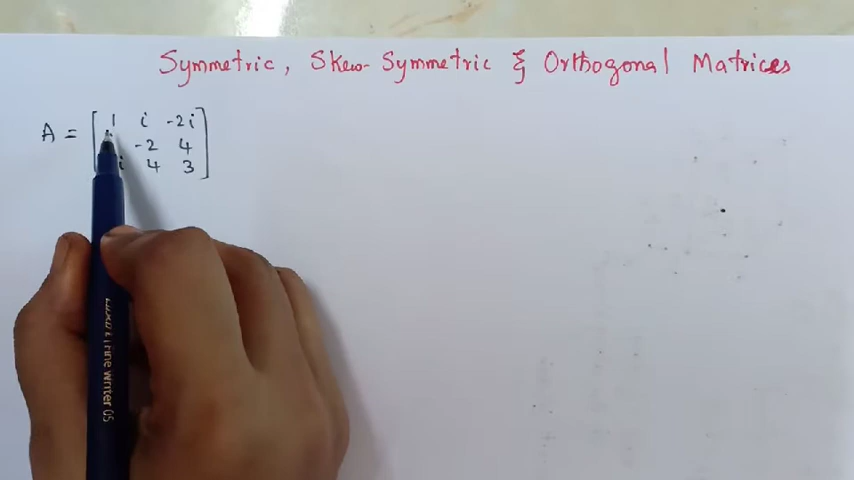 Symmetric, Skew-Symmetric & Orthogonal Matrices
1 i -2i
A = -2 4
i 4 3
Fine Writer 05